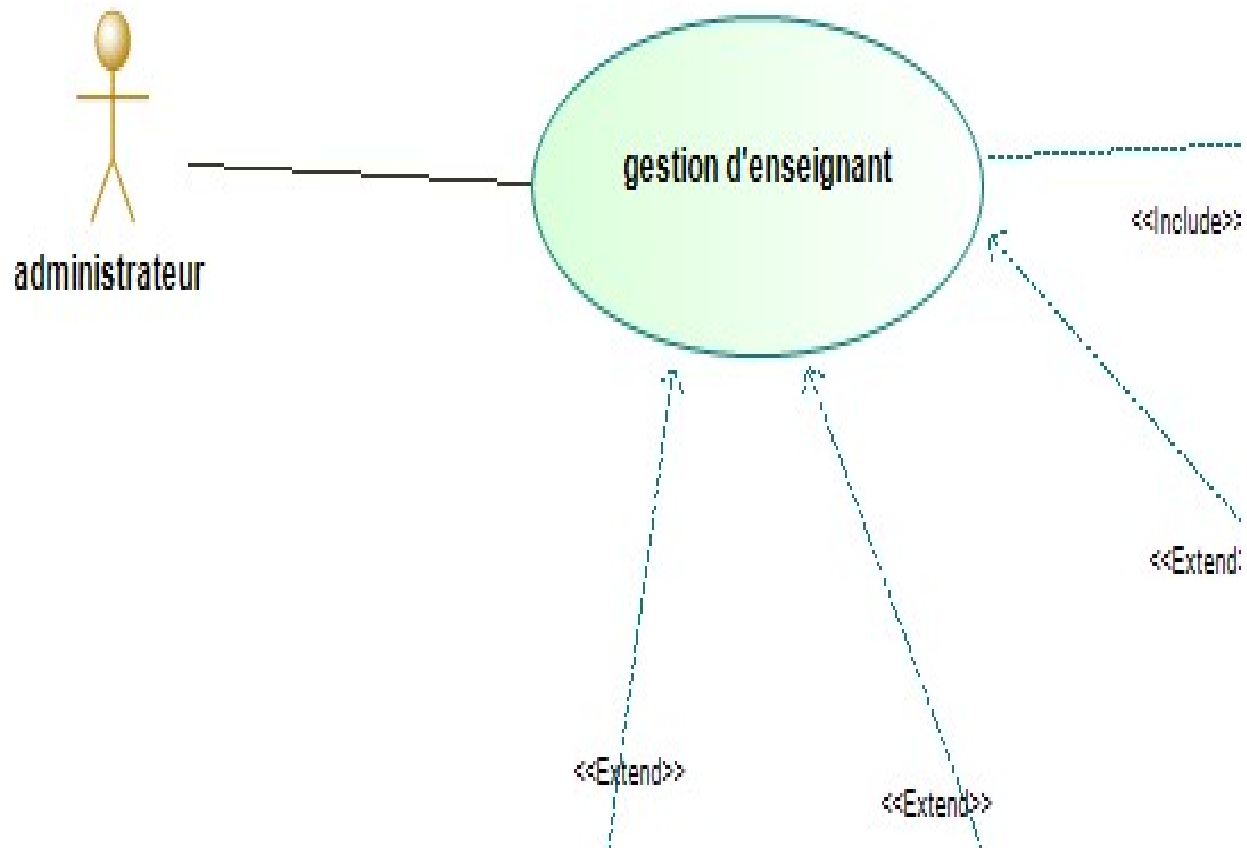 gestion d'enseignant
<<Include>>
administrateur
<<Extend>
<<Extend>>
<<Extend>>